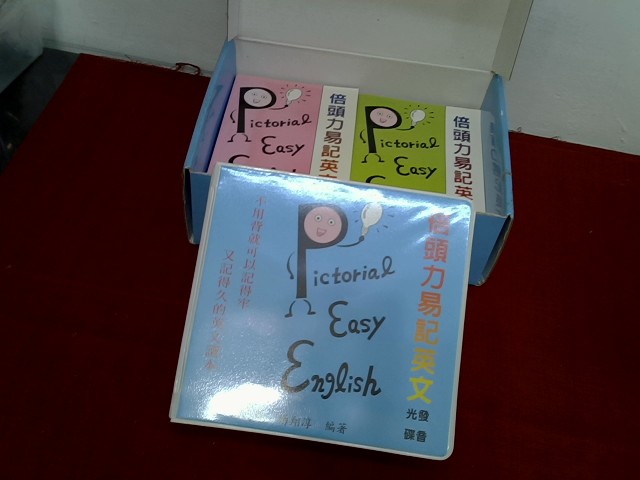 Pictorial
Easy
倍頭力易記英文
Pictorial
Easy
倍頭力易記英
倍頭力易記英文
發音
光碟
Pictorial
Easy
English
不用背就可以記得牢
又記得久的英文讀本
編著